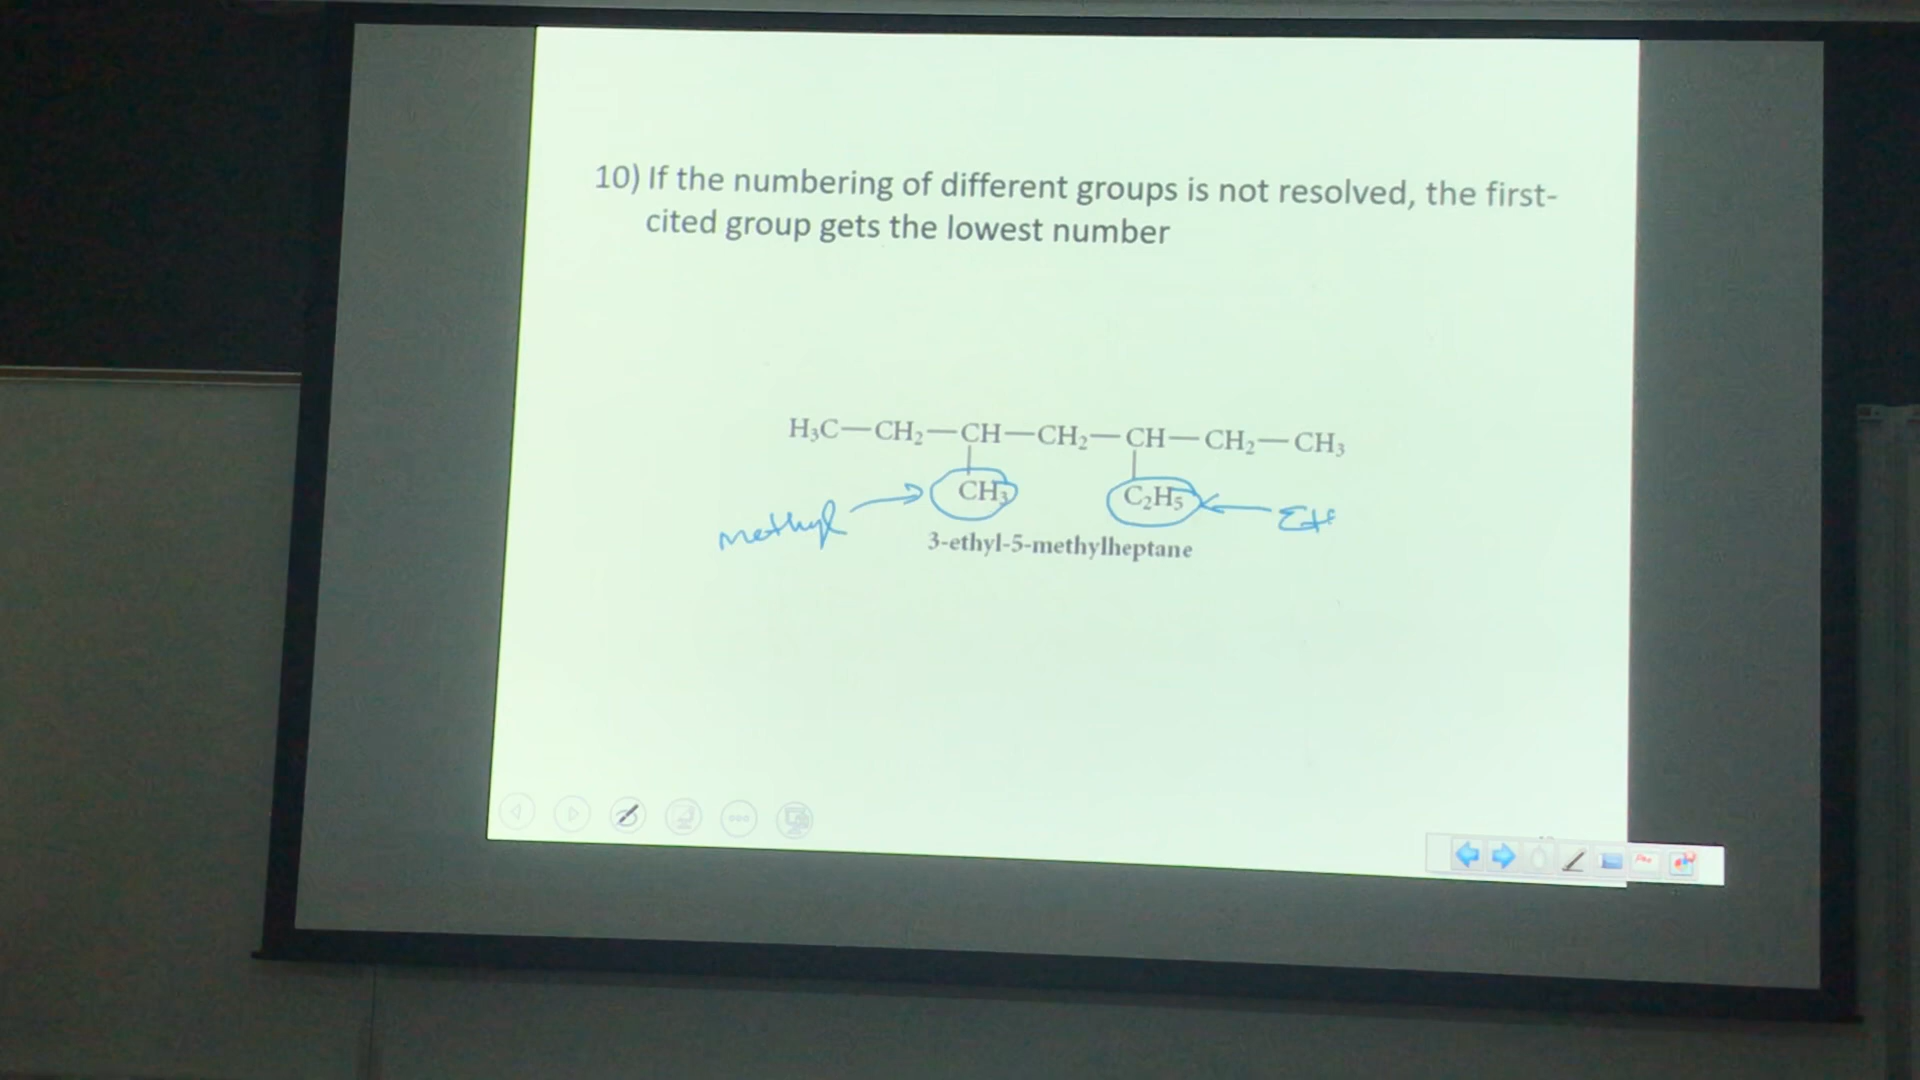 10) If the numbering of different groups is not resolved, the first-
cited group gets the lowest number
H₃C—CH₂—CH—CH₂—CH—CH₂—CH₃
CH₃ C₂H₅
methyl Et
3-ethyl-5-methylheptane